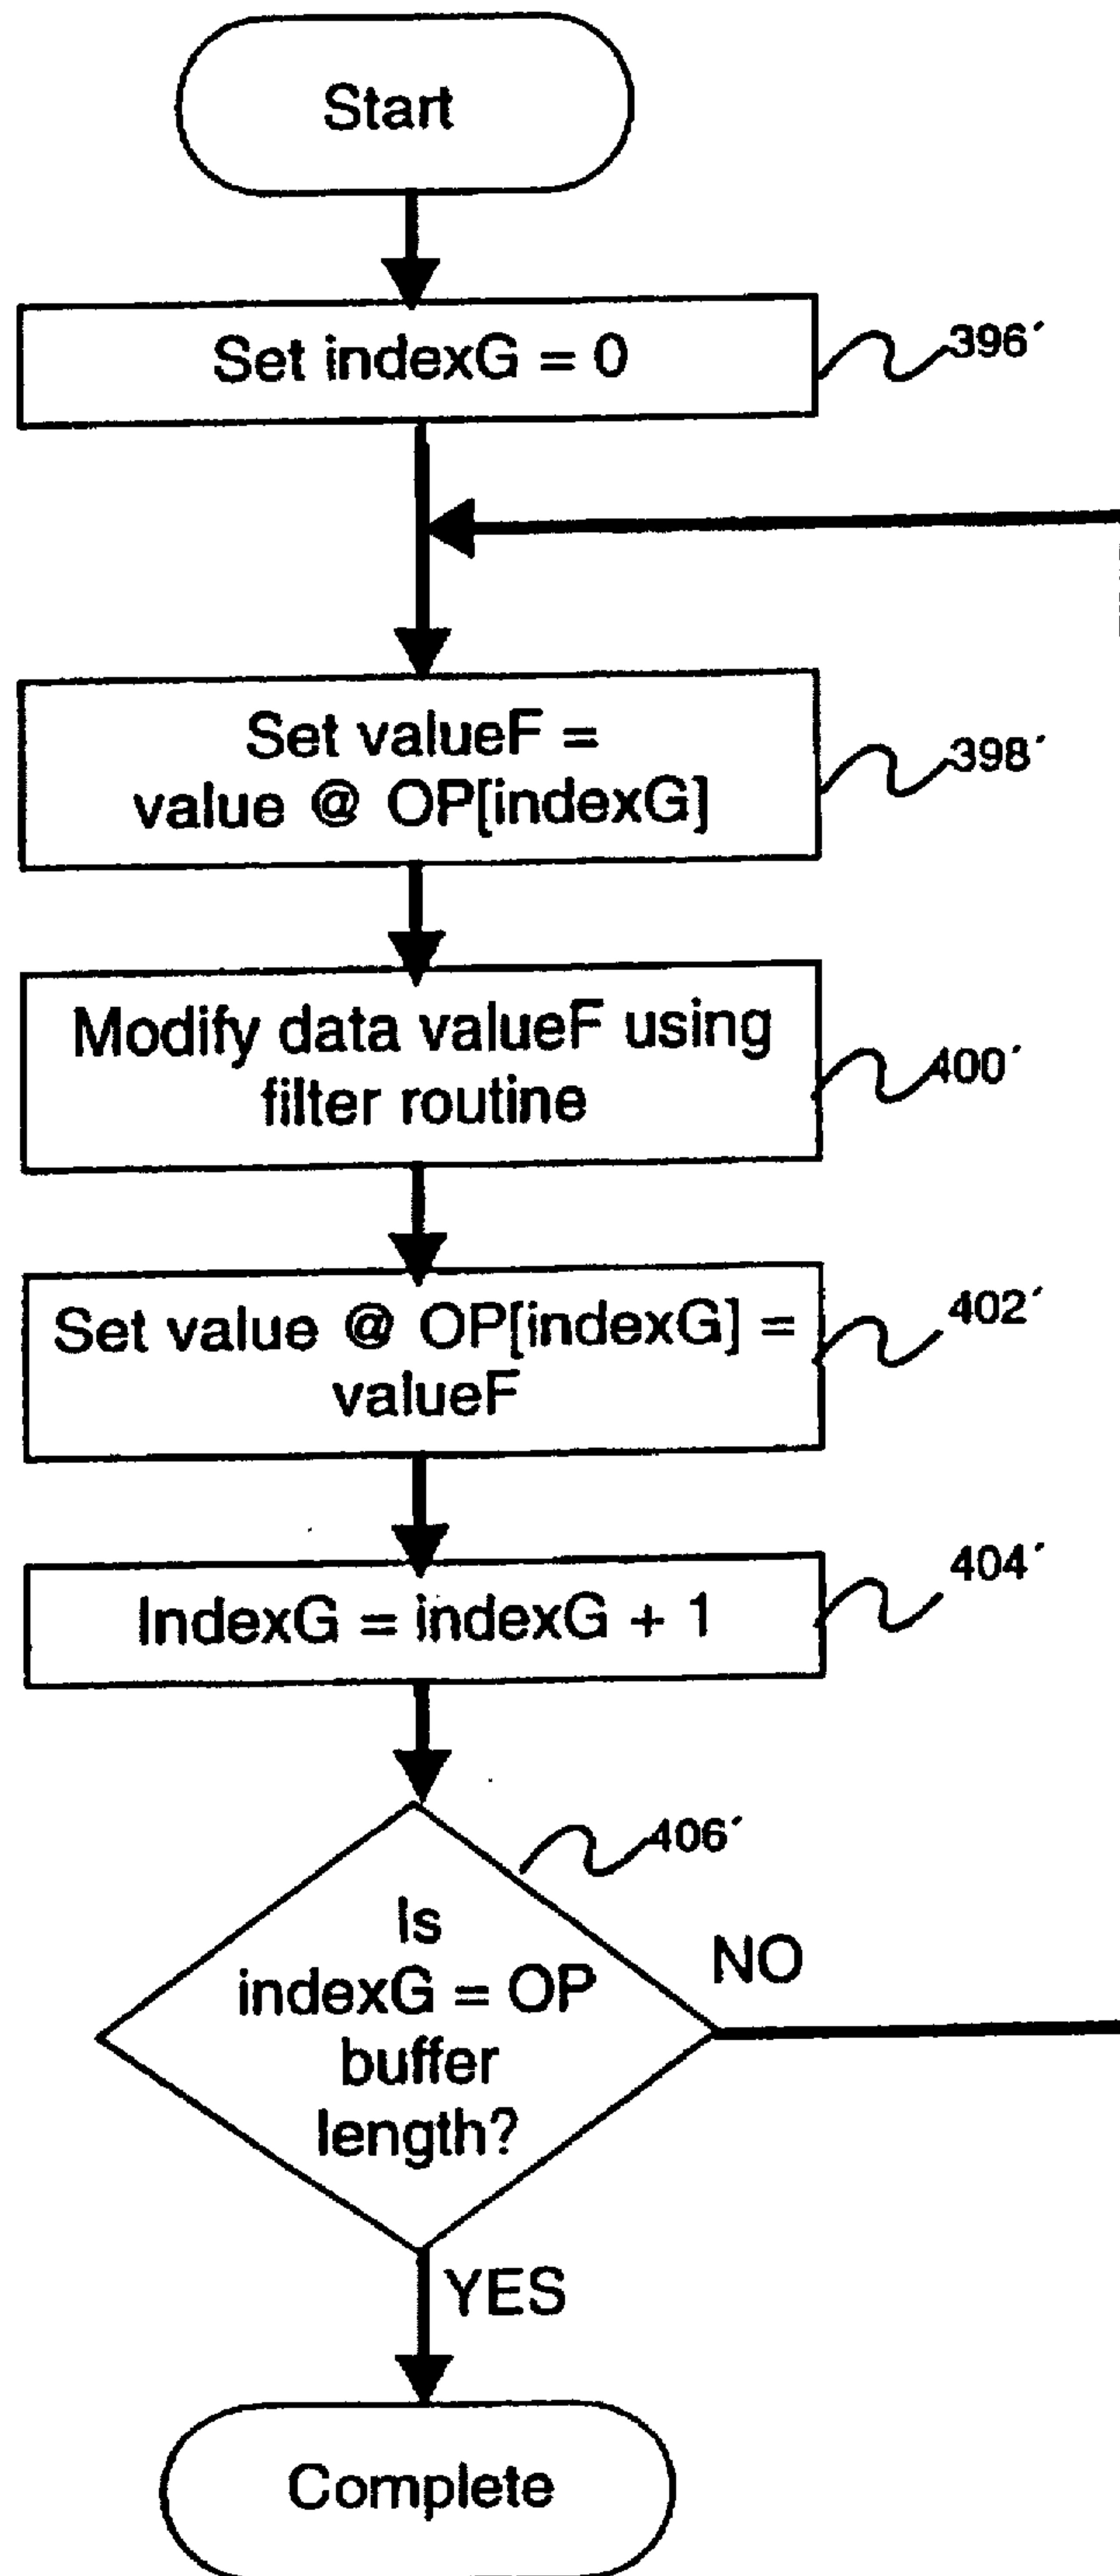 Start
Set indexG = 0
396´
Set valueF =
value @ OP[indexG]
398´
Modify data valueF using
filter routine
400´
Set value @ OP[indexG] =
valueF
402´
IndexG = indexG + 1
404´
406´
Is
indexG = OP
buffer
length?
NO
YES
Complete